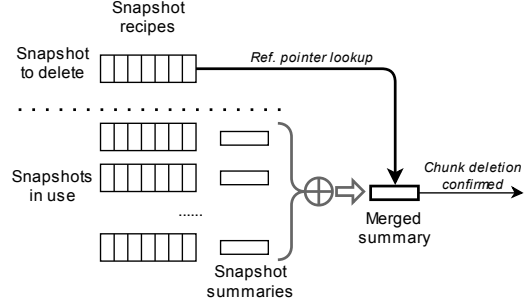 Snapshot
recipes
Snapshot
to delete
Ref. pointer lookup
Snapshots
in use
......
Chunk deletion
confirmed
Merged
summary
Snapshot
summaries